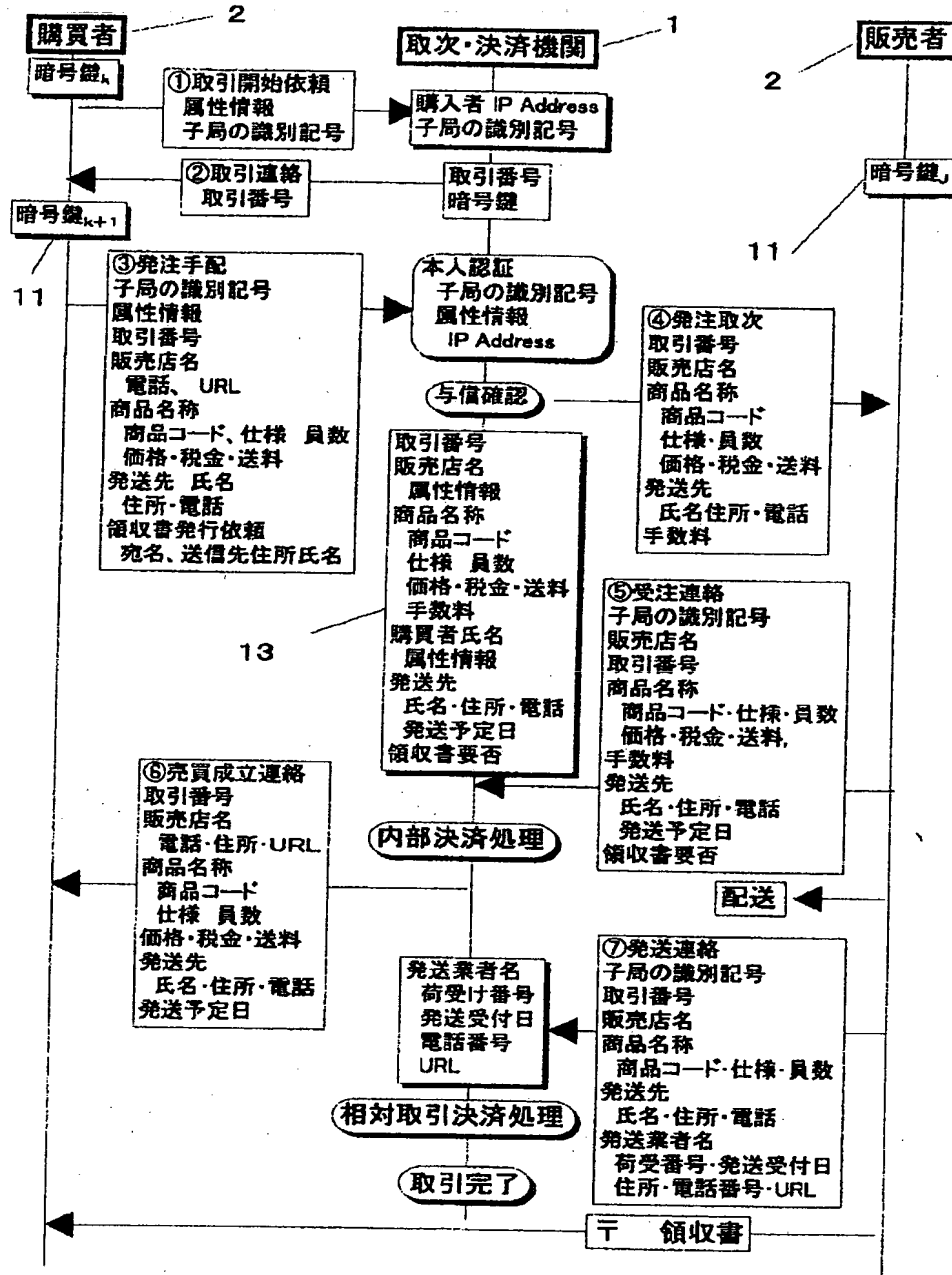 2
1
購買者
取次・決済機関
販売者
2
暗号鍵k
①取引開始依頼
属性情報
子局の識別記号
購入者 IP Address
子局の識別記号
②取引連絡
取引番号
取引番号
暗号鍵
暗号鍵J
暗号鍵k+1
11
11
③発注手配
子局の識別記号
属性情報
取引番号
販売店名
電話、 URL
商品名称
商品コード、仕様 員数
価格・税金・送料
発送先 氏名
住所・電話
領収書発行依頼
宛名、送信先住所氏名
本人認証
子局の識別記号
属性情報
IP Address
与信確認
④発注取次
取引番号
販売店名
商品名称
商品コード
仕様・員数
価格・税金・送料
発送先
氏名住所・電話
手数料
取引番号
販売店名
属性情報
商品名称
商品コード
仕様 員数
価格・税金・送料
手数料
購買者氏名
属性情報
発送先
氏名・住所・電話
発送予定日
領収書要否
13
⑤受注連絡
子局の識別記号
販売店名
取引番号
商品名称
商品コード・仕様・員数
価格・税金・送料,
手数料
発送先
氏名・住所・電話
発送予定日
領収書要否
内部決済処理
⑥売買成立連絡
取引番号
販売店名
電話・住所・URL
商品名称
商品コード
仕様 員数
価格・税金・送料
発送先
氏名・住所・電話
発送予定日
配送
発送業者名
荷受け番号
発送受付日
電話番号
URL
⑦発送連絡
子局の識別記号
取引番号
販売店名
商品名称
商品コード・仕様・員数
発送先
氏名・住所・電話
発送業者名
荷受番号・発送受付日
住所・電話番号・URL
相対取引決済処理
取引完了
〒 領収書